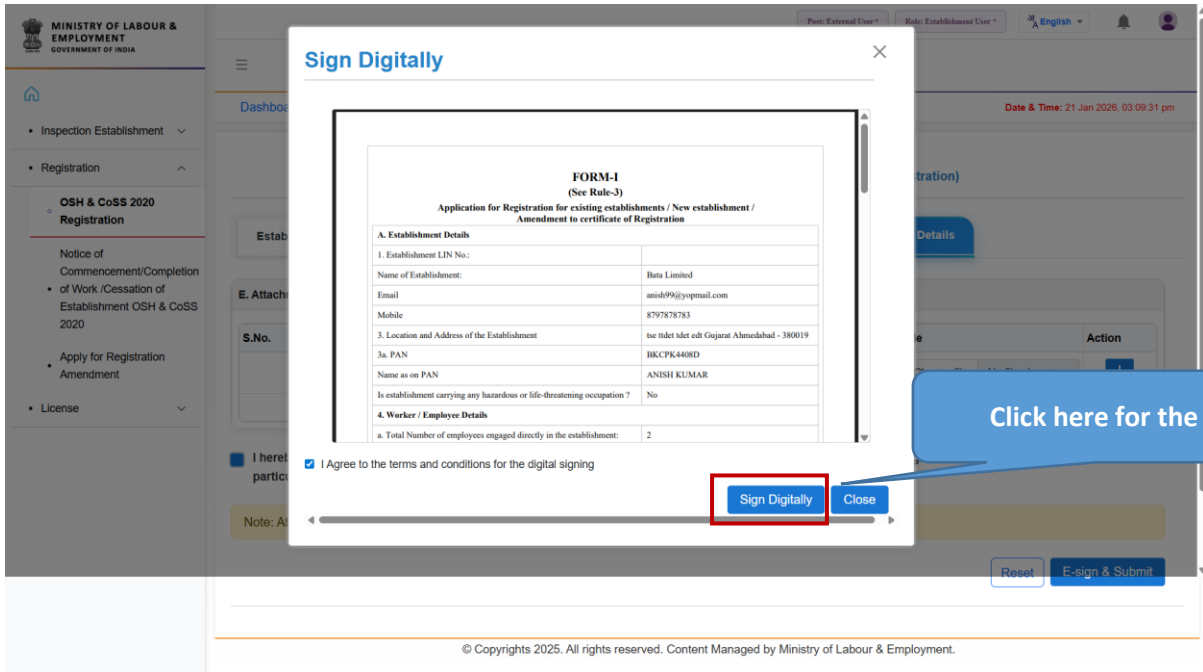 MINISTRY OF LABOUR &
EMPLOYMENT
GOVERNMENT OF INDIA
Post: External User
Role: Establishment User
English
Dashboa
Date & Time: 21 Jan 2026, 03:09:31 pm
Inspection Establishment
Registration
OSH & CoSS 2020
Registration
Notice of
Commencement/Completion
of Work /Cessation of
Establishment OSH & CoSS
2020
Apply for Registration
Amendment
License
tration)
Estab
Details
E. Attachm
S.No.
e
Action
I hereb
particu
Note: At
Sign Digitally
FORM-I
(See Rule-3)
Application for Registration for existing establishments / New establishment /
Amendment to certificate of Registration
A. Establishment Details
1. Establishment LIN No.:
Name of Establishment: Bata Limited
Email anish99@yopmail.com
Mobile 8797878783
3. Location and Address of the Establishment tse ttdet tdet edt Gujarat Ahmedabad - 380019
3a. PAN BKCPK4408D
Name as on PAN ANISH KUMAR
Is establishment carrying any hazardous or life-threatening occupation ? No
4. Worker / Employee Details
a. Total Number of employees engaged directly in the establishment: 2
I Agree to the terms and conditions for the digital signing
Sign Digitally Close
Click here for the
Reset E-sign & Submit
© Copyrights 2025. All rights reserved. Content Managed by Ministry of Labour & Employment.